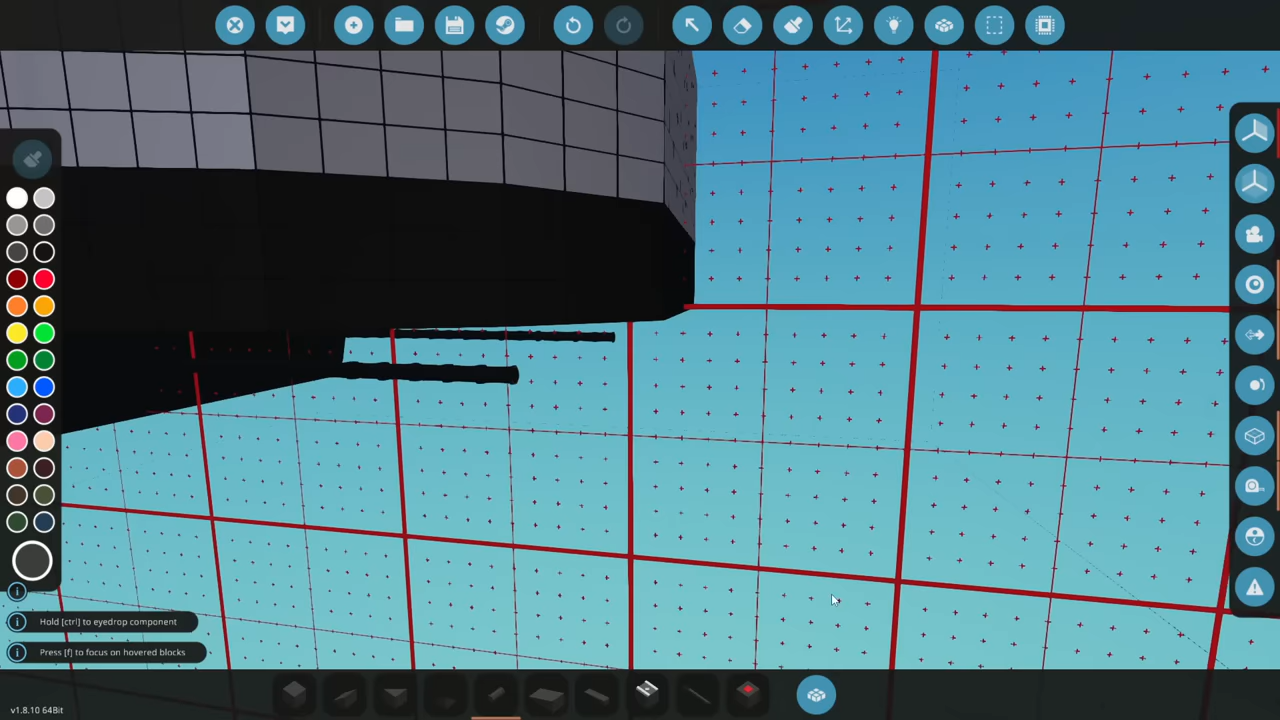 Hold [ctrl] to eyedrop component
Press [f] to focus on hovered blocks
v1.8.10 64Bit